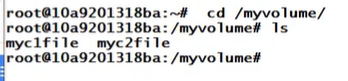 root@10a9201318ba:~# cd /myvolume/
root@10a9201318ba:/myvolume# ls
myc1file myc2file
root@10a9201318ba:/myvolume#